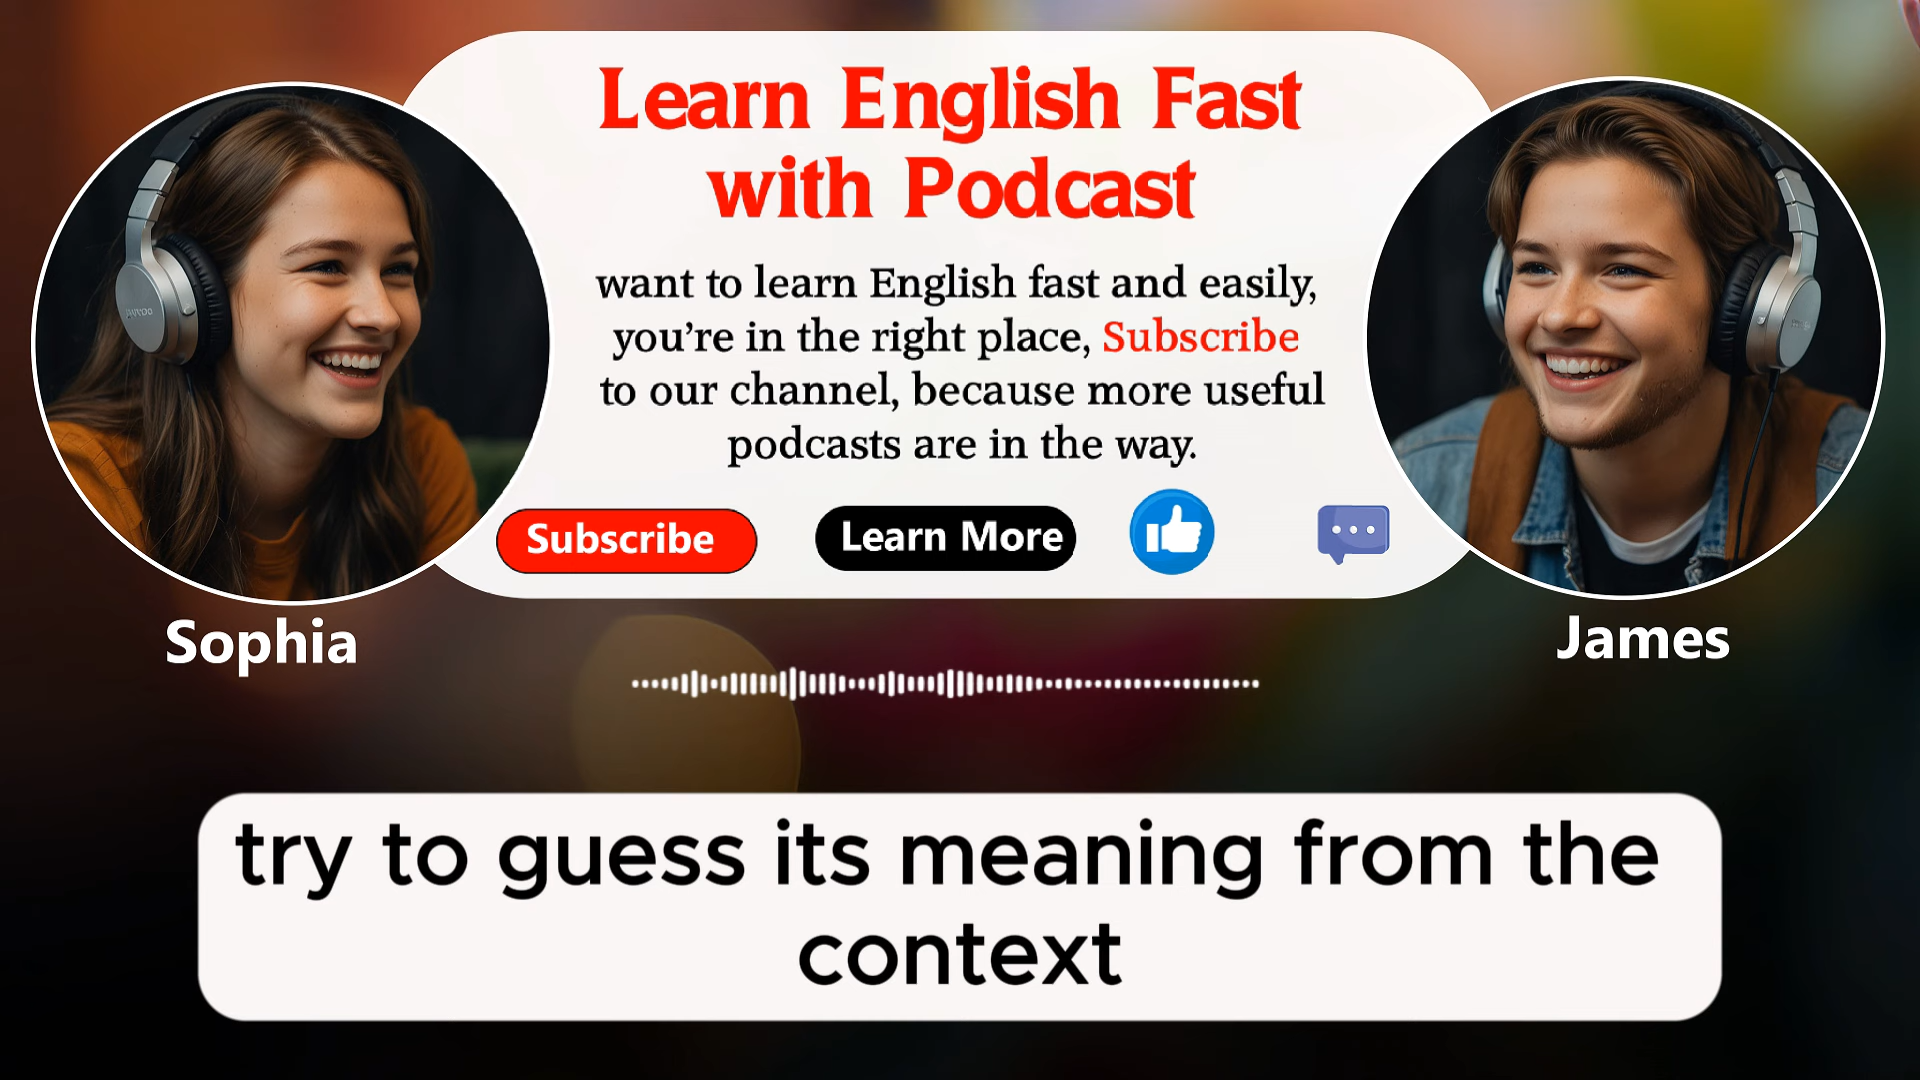 Learn English Fast
with Podcast
want to learn English fast and easily,
you’re in the right place, Subscribe
to our channel, because more useful
podcasts are in the way.
Subscribe
Learn More
Sophia
James
try to guess its meaning from the
context